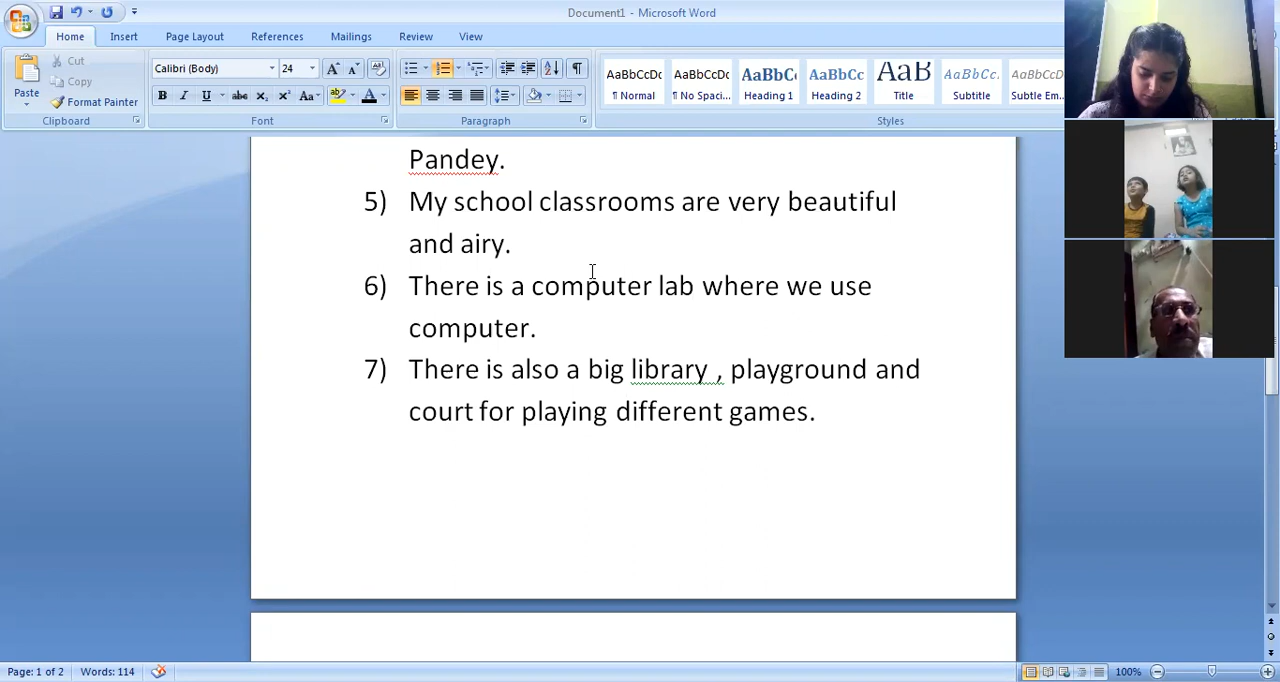 Document1 - Microsoft Word
Home Insert Page Layout References Mailings Review View
Paste
Cut
Copy
Format Painter
Clipboard
Calibri (Body) 24
Font
Paragraph
AaBbCcDc AaBbCcDc AaBbC AaBbCc AaB AaBbCc. AaBbCcDc
¶ Normal ¶ No Spaci... Heading 1 Heading 2 Title Subtitle Subtle Em...
Styles
Pandey.
5) My school classrooms are very beautiful
and airy.
6) There is a computer lab where we use
computer.
7) There is also a big library , playground and
court for playing different games.
Page: 1 of 2 Words: 114
100%